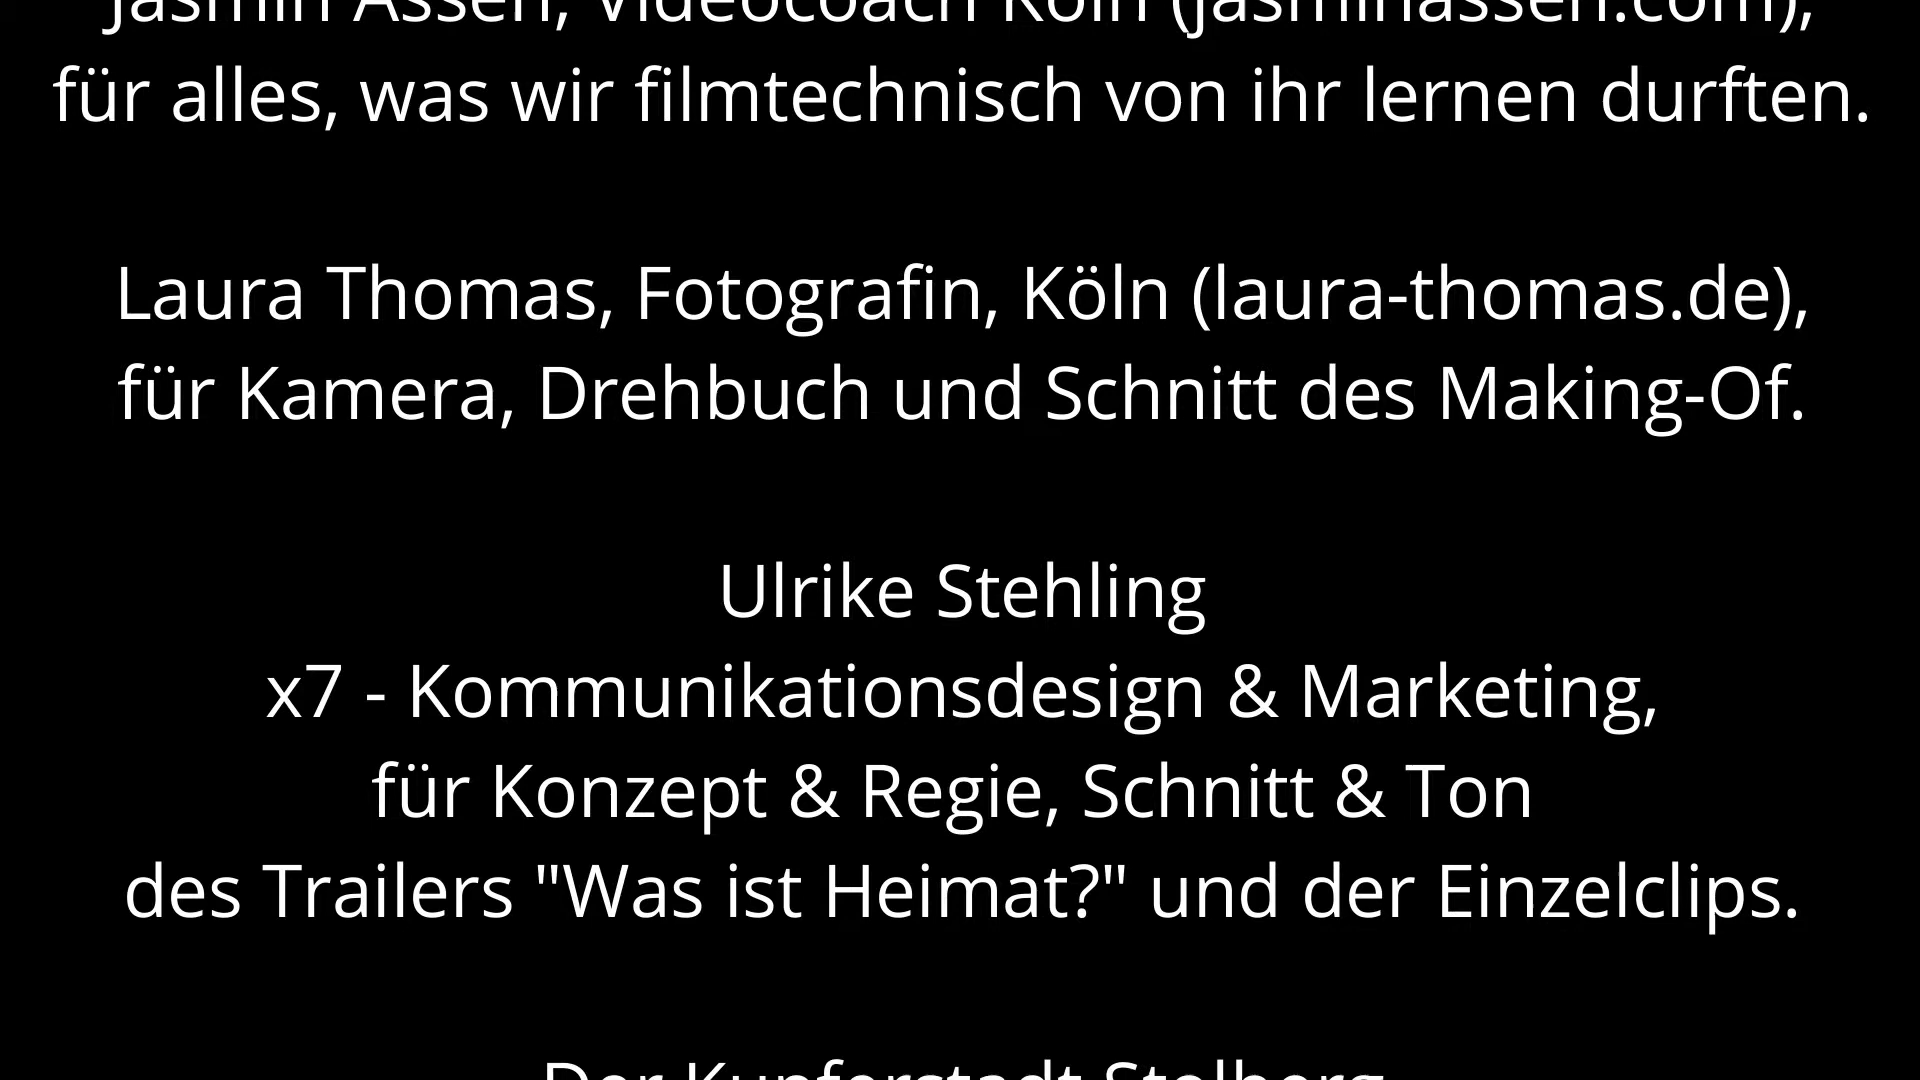 Jasmin Assen, Videocoach Köln (jasminassen.com),
für alles, was wir filmtechnisch von ihr lernen durften.
Laura Thomas, Fotografin, Köln (laura-thomas.de),
für Kamera, Drehbuch und Schnitt des Making-Of.
Ulrike Stehling
x7 - Kommunikationsdesign & Marketing,
für Konzept & Regie, Schnitt & Ton
des Trailers "Was ist Heimat?" und der Einzelclips.
Der Kupferstadt Stolberg